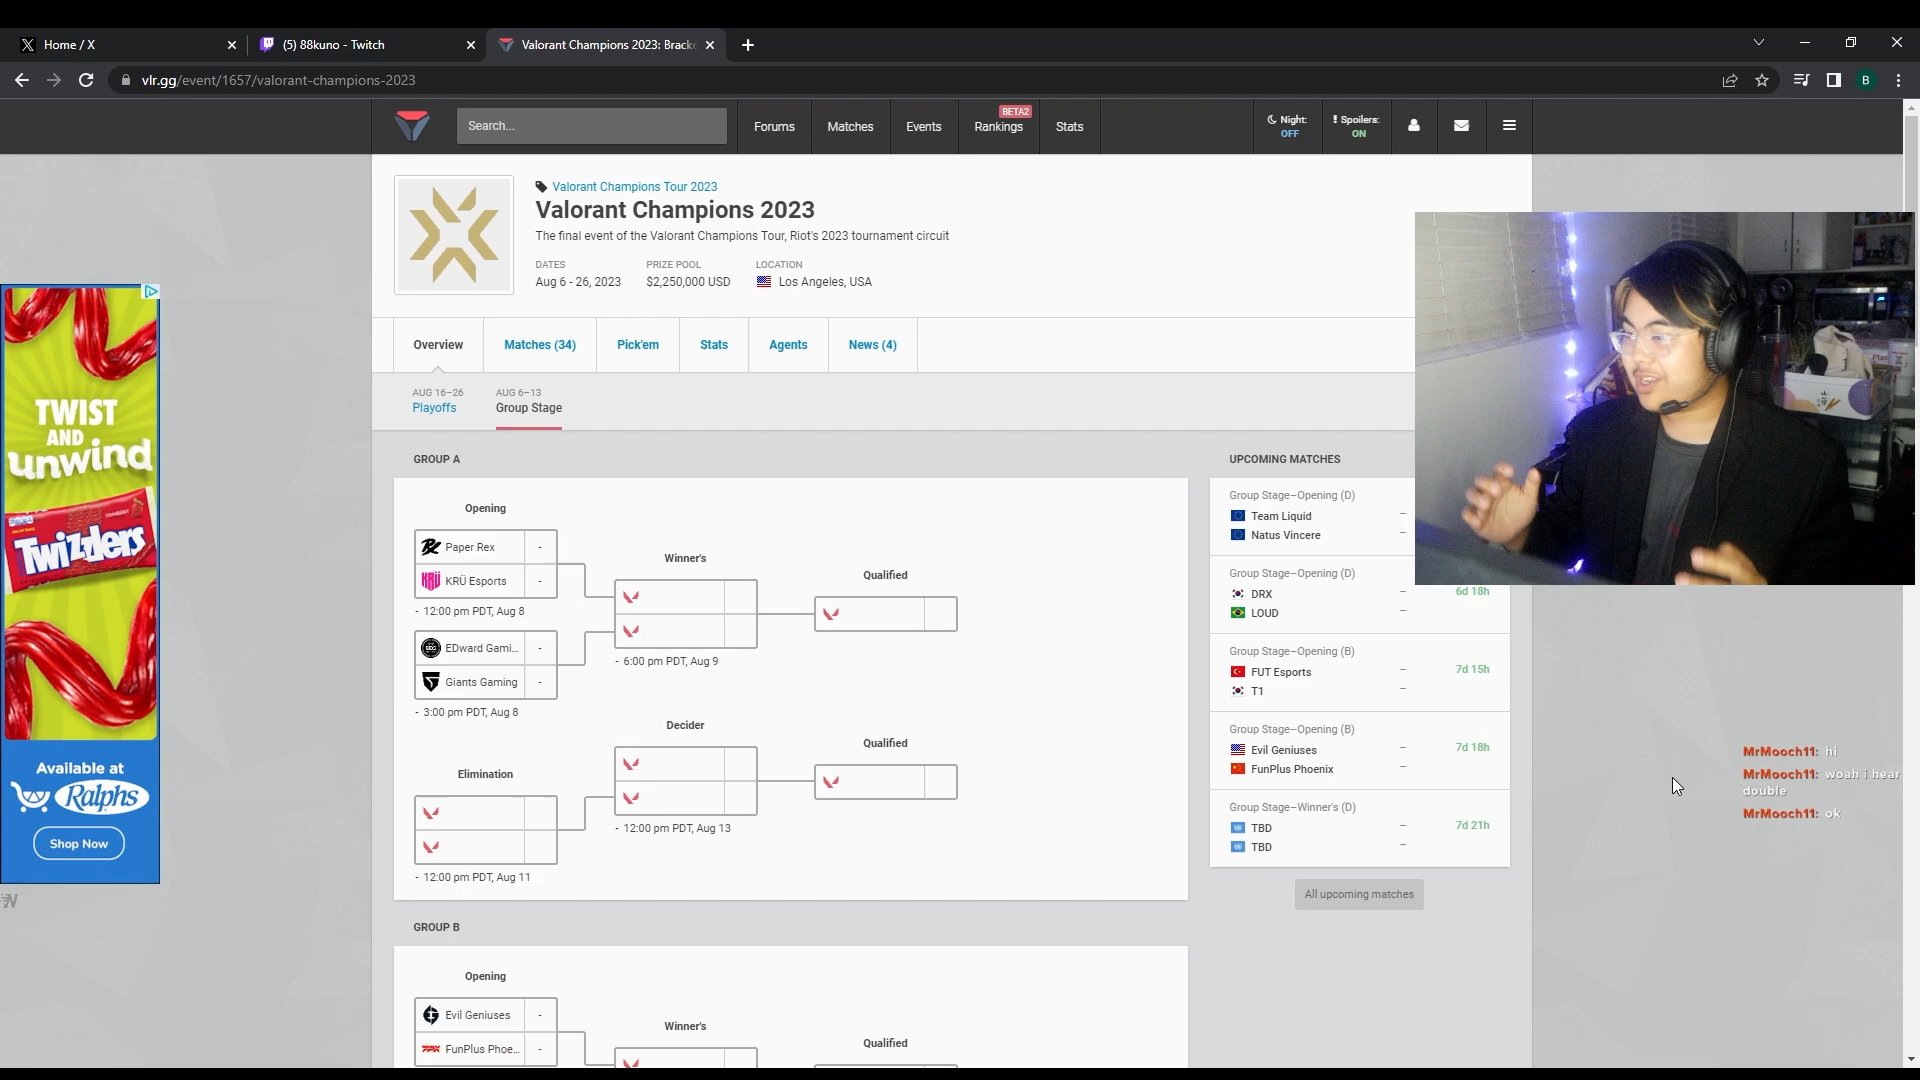 Home / X
(5) 88kuno - Twitch
Valorant Champions 2023: Bracke
vlr.gg/event/1657/valorant-champions-2023
B
Search...
Forums
Matches
Events
BETA2
Rankings
Stats
Night:
OFF
Spoilers:
ON
Valorant Champions Tour 2023
Valorant Champions 2023
The final event of the Valorant Champions Tour, Riot's 2023 tournament circuit
DATES
Aug 6 - 26, 2023
PRIZE POOL
$2,250,000 USD
LOCATION
Los Angeles, USA
Overview
Matches (34)
Pick'em
Stats
Agents
News (4)
AUG 16–26
Playoffs
AUG 6–13
Group Stage
TWIST
AND
unwind
Twizzlers
Available at
Ralphs
Shop Now
GROUP A
Opening
Paper Rex -
KRÜ Esports -
- 12:00 pm PDT, Aug 8
EDward Gami... -
Giants Gaming -
- 3:00 pm PDT, Aug 8
Winner's
- 6:00 pm PDT, Aug 9
Qualified
Decider
- 12:00 pm PDT, Aug 13
Qualified
Elimination
- 12:00 pm PDT, Aug 11
GROUP B
Opening
Evil Geniuses -
FunPlus Phoe... -
Winner's
Qualified
UPCOMING MATCHES
Group Stage–Opening (D)
Team Liquid –
Natus Vincere –
Group Stage–Opening (D)
DRX – 6d 18h
LOUD –
Group Stage–Opening (B)
FUT Esports – 7d 15h
T1 –
Group Stage–Opening (B)
Evil Geniuses – 7d 18h
FunPlus Phoenix –
Group Stage–Winner's (D)
TBD – 7d 21h
TBD –
All upcoming matches
MrMooch11: hi
MrMooch11: woah i hear
double
MrMooch11: ok